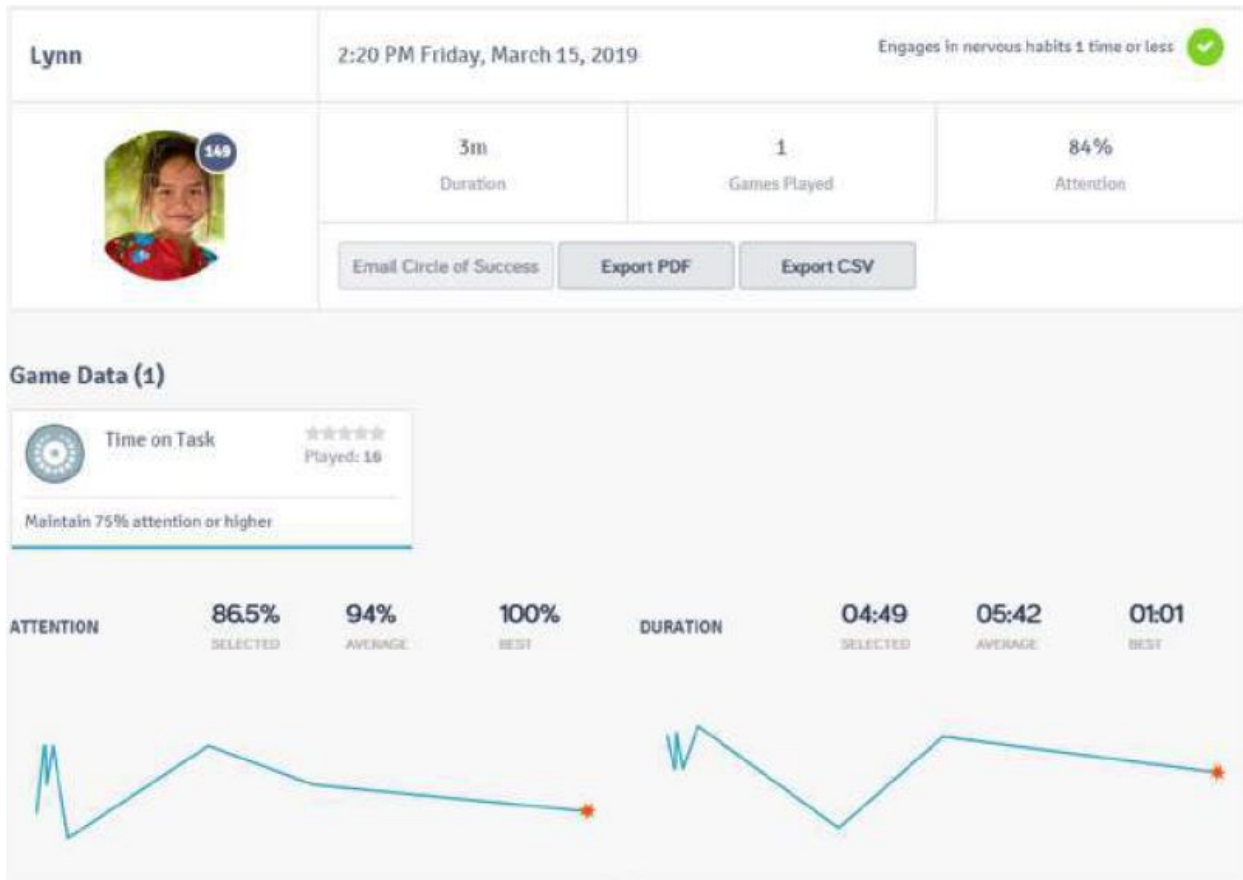 Lynn
2:20 PM Friday, March 15, 2019
Engages in nervous habits 1 time or less
149
3m
Duration
1
Games Played
84%
Attention
Email Circle of Success
Export PDF
Export CSV
Game Data (1)
Time on Task
Played: 16
Maintain 75% attention or higher
ATTENTION
86.5%
SELECTED
94%
AVERAGE
100%
BEST
DURATION
04:49
SELECTED
05:42
AVERAGE
01:01
BEST